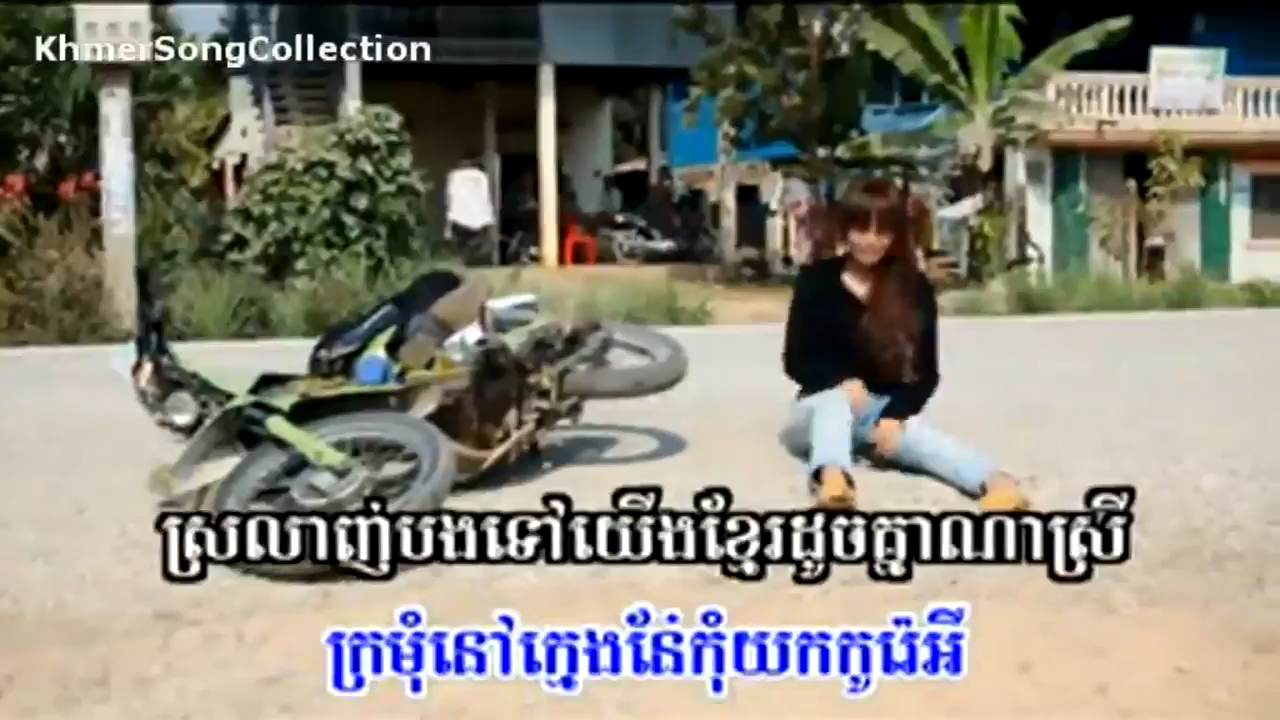 KhmerSongCollection
ស្រលាញ់បងទៅយើងខ្មែរដូចគ្នាណាស្រី
ក្រមុំនៅក្មេងន៎ែកុំយកកូរ៉េអី